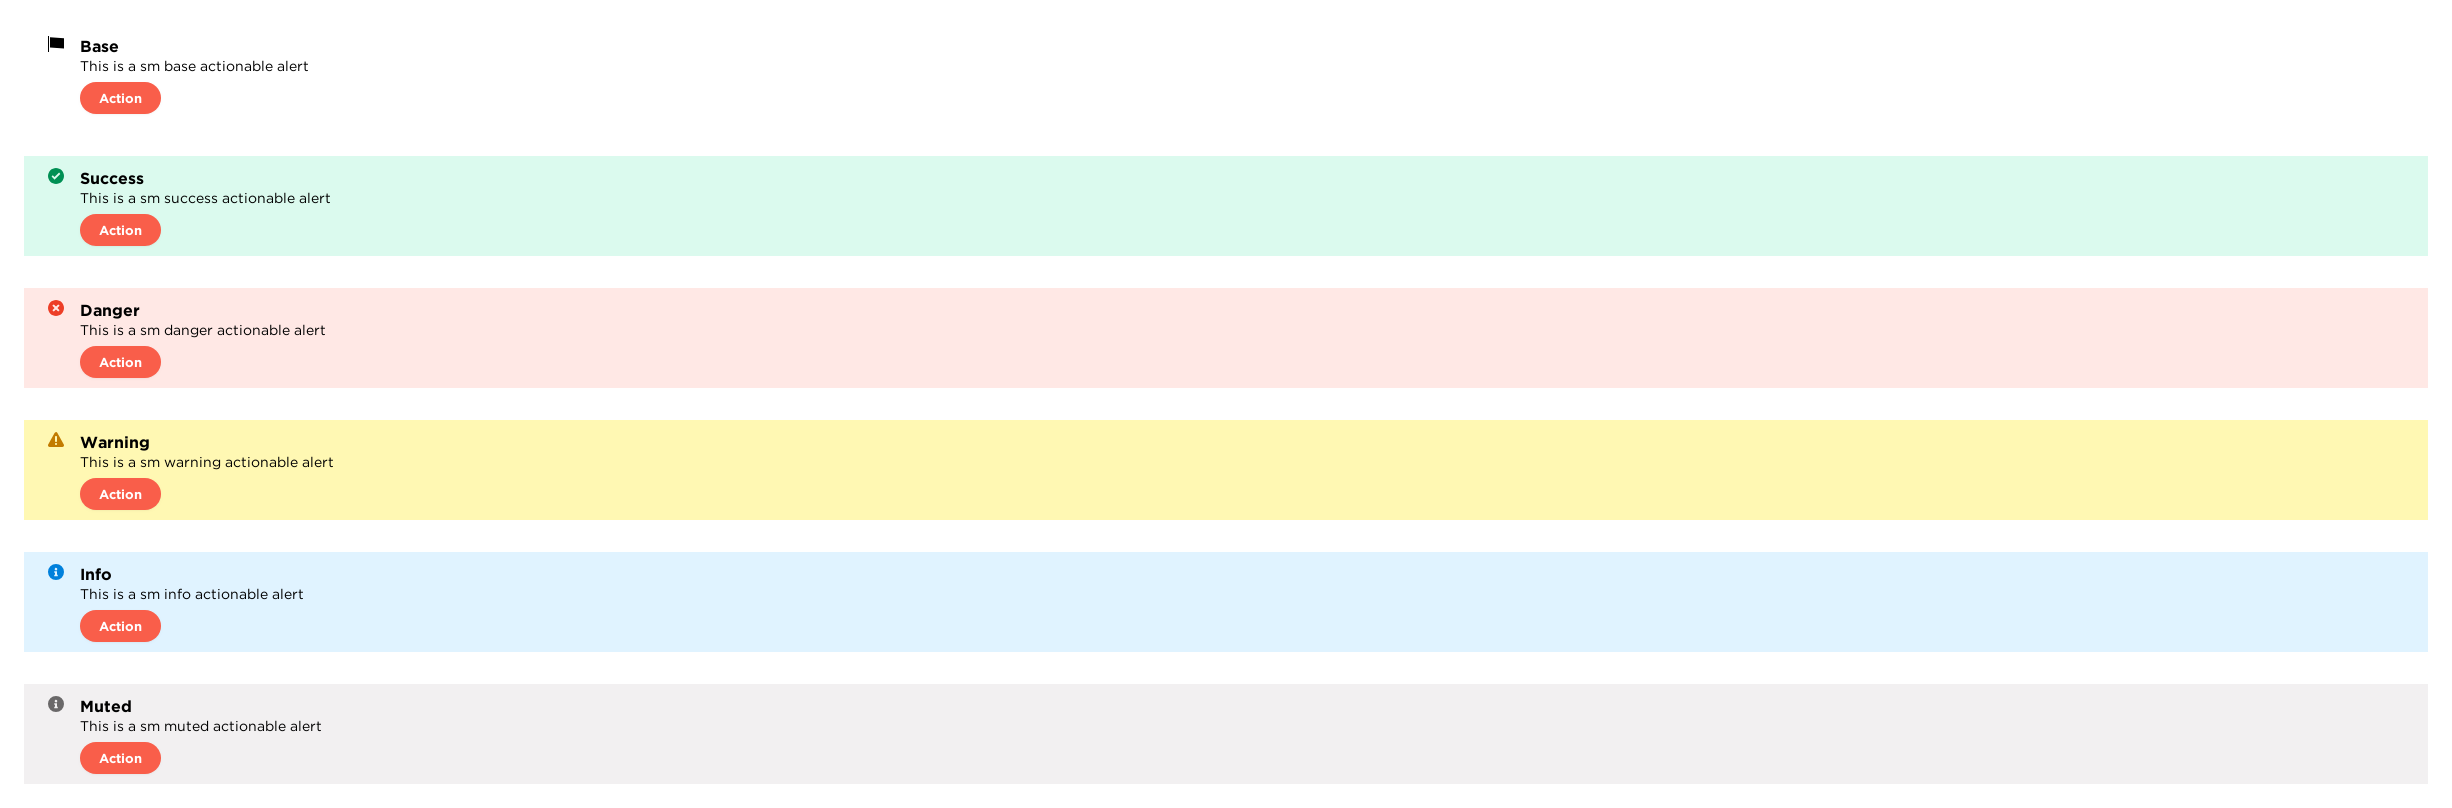 Base
This is a sm base actionable alert
Action
Success
This is a sm success actionable alert
Action
Danger
This is a sm danger actionable alert
Action
Warning
This is a sm warning actionable alert
Action
Info
This is a sm info actionable alert
Action
Muted
This is a sm muted actionable alert
Action